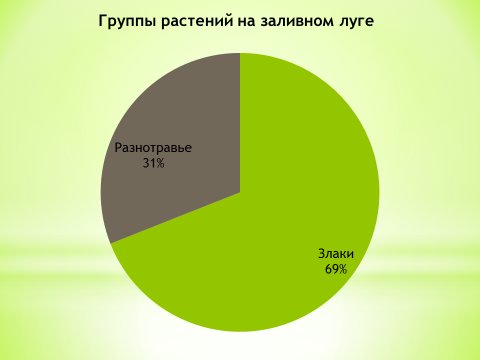 Группы растений на заливном луге
Разнотравье
31%
Злаки
69%